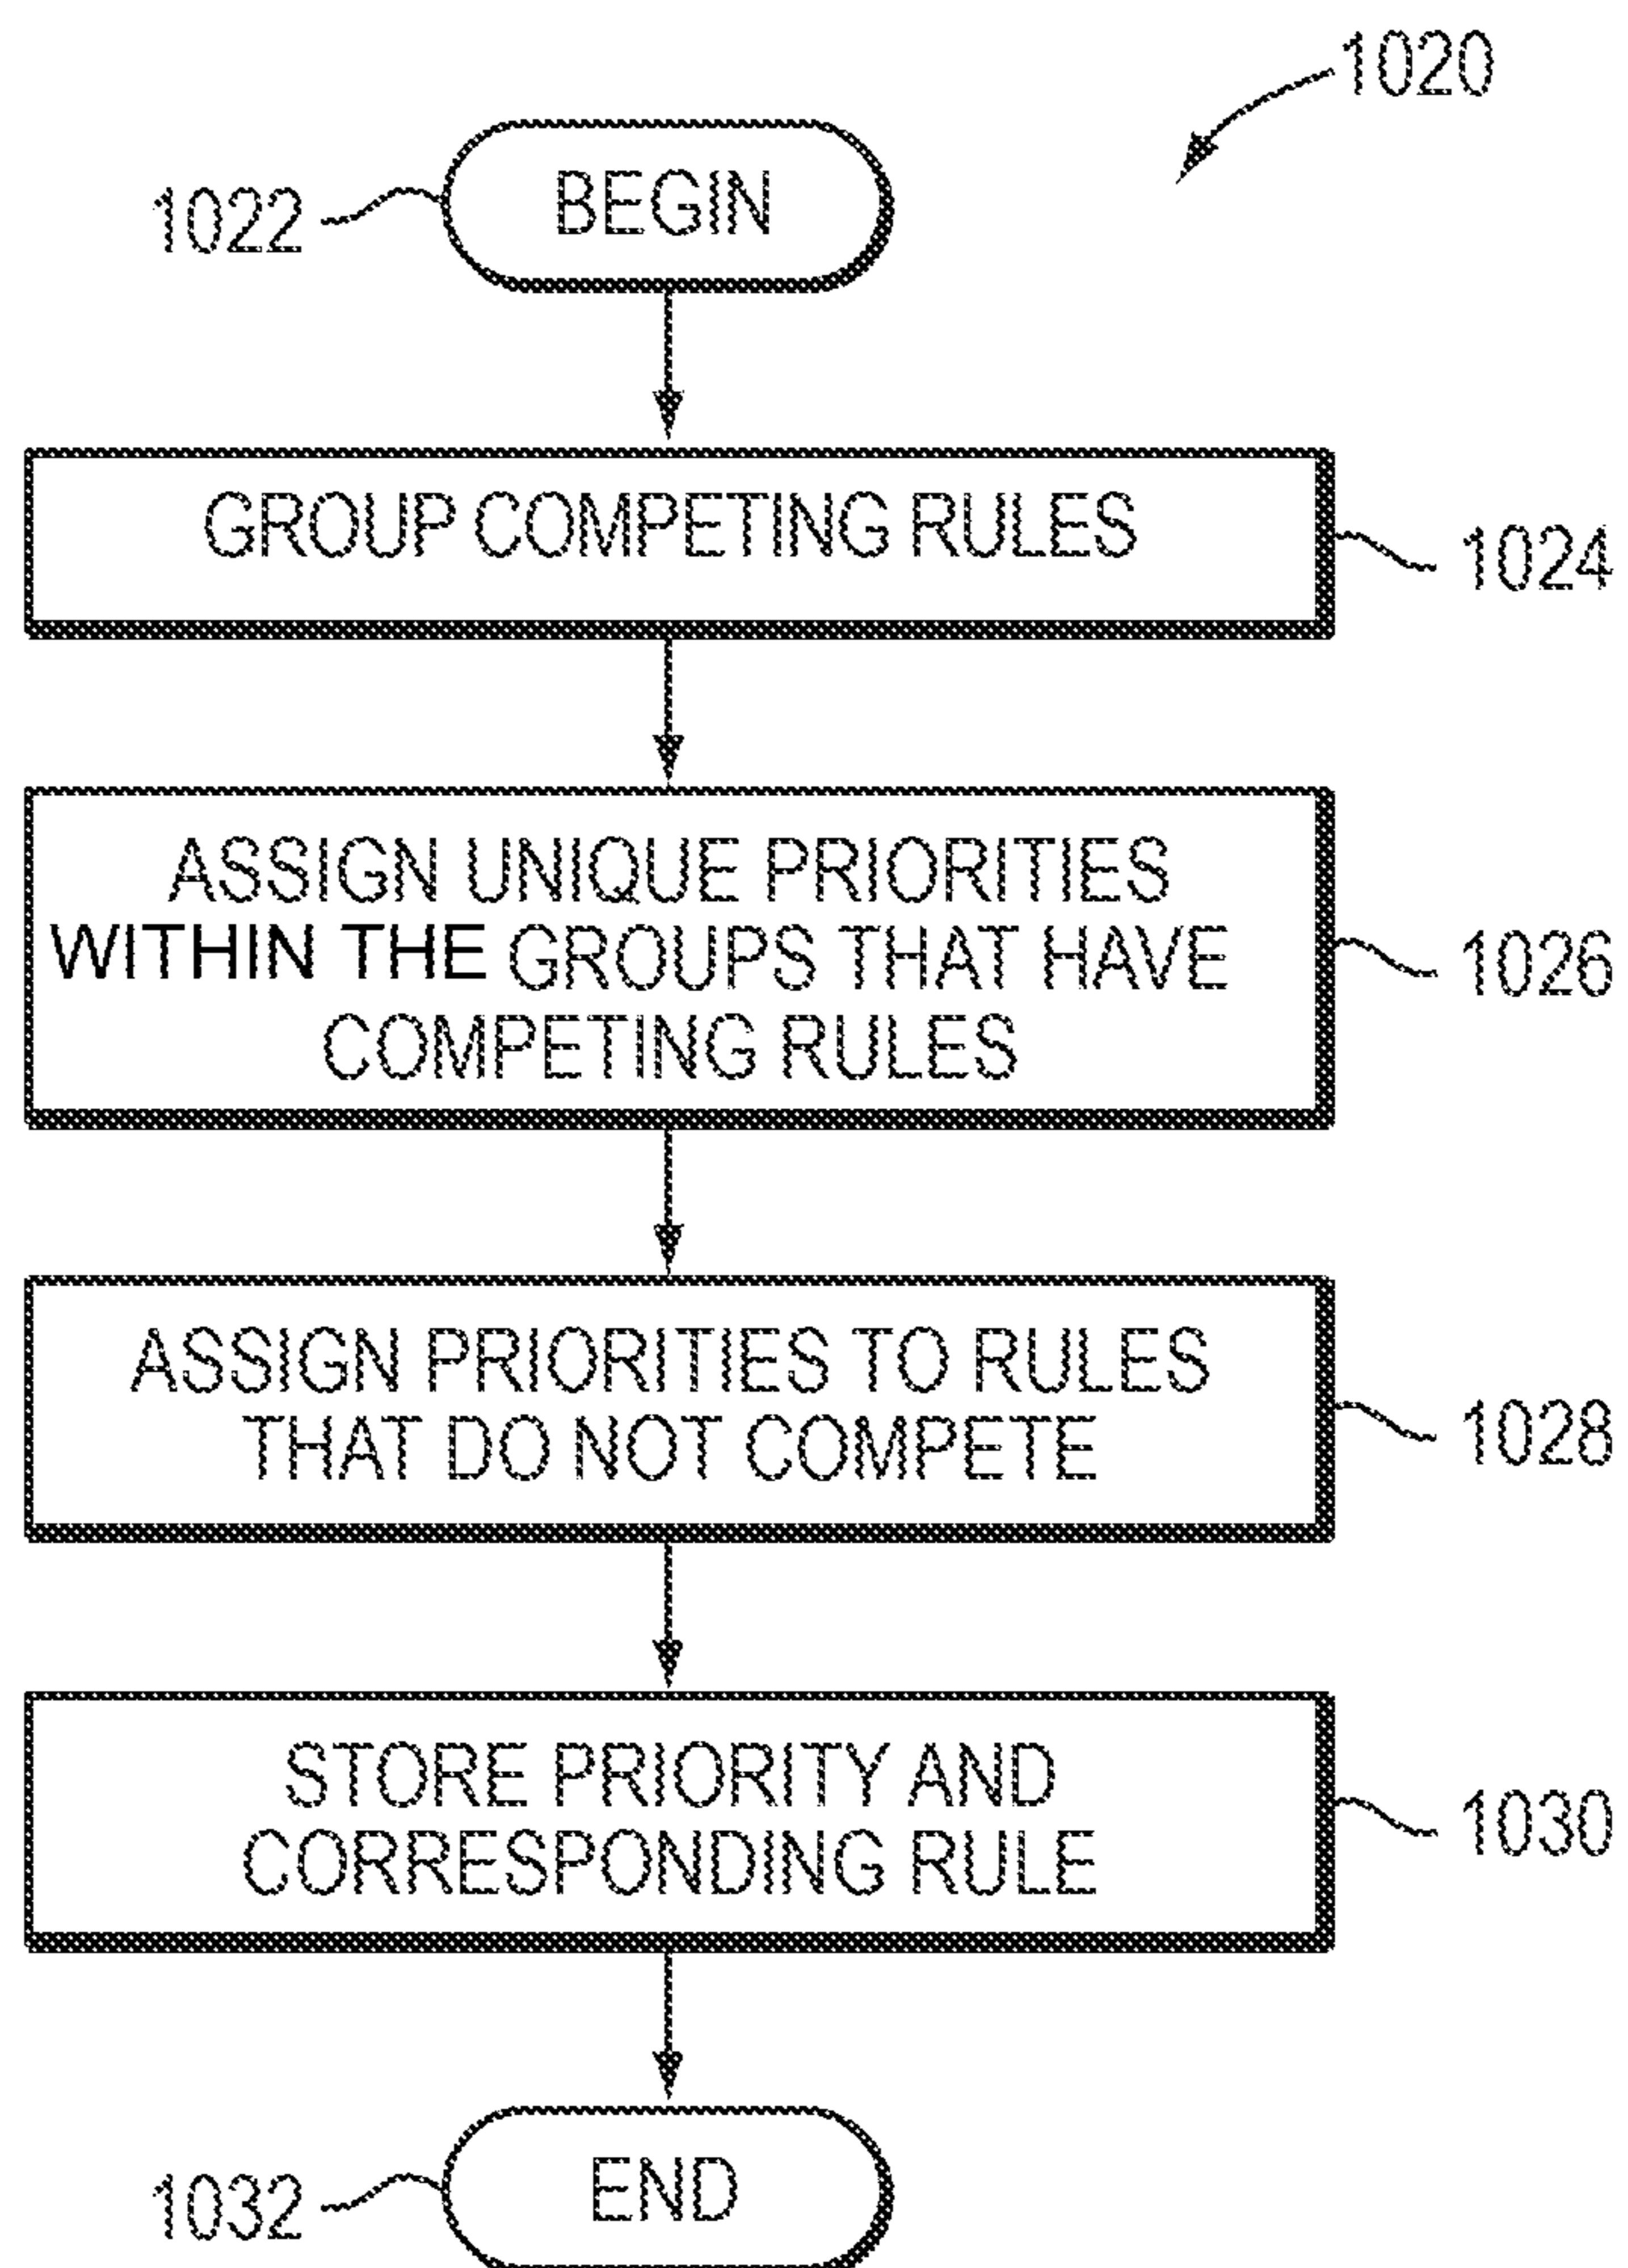 1020
1022
BEGIN
GROUP COMPETING RULES
1024
ASSIGN UNIQUE PRIORITIES
WITHIN THE GROUPS THAT HAVE
COMPETING RULES
1026
ASSIGN PRIORITIES TO RULES
THAT DO NOT COMPETE
1028
STORE PRIORITY AND
CORRESPONDING RULE
1030
1032
END